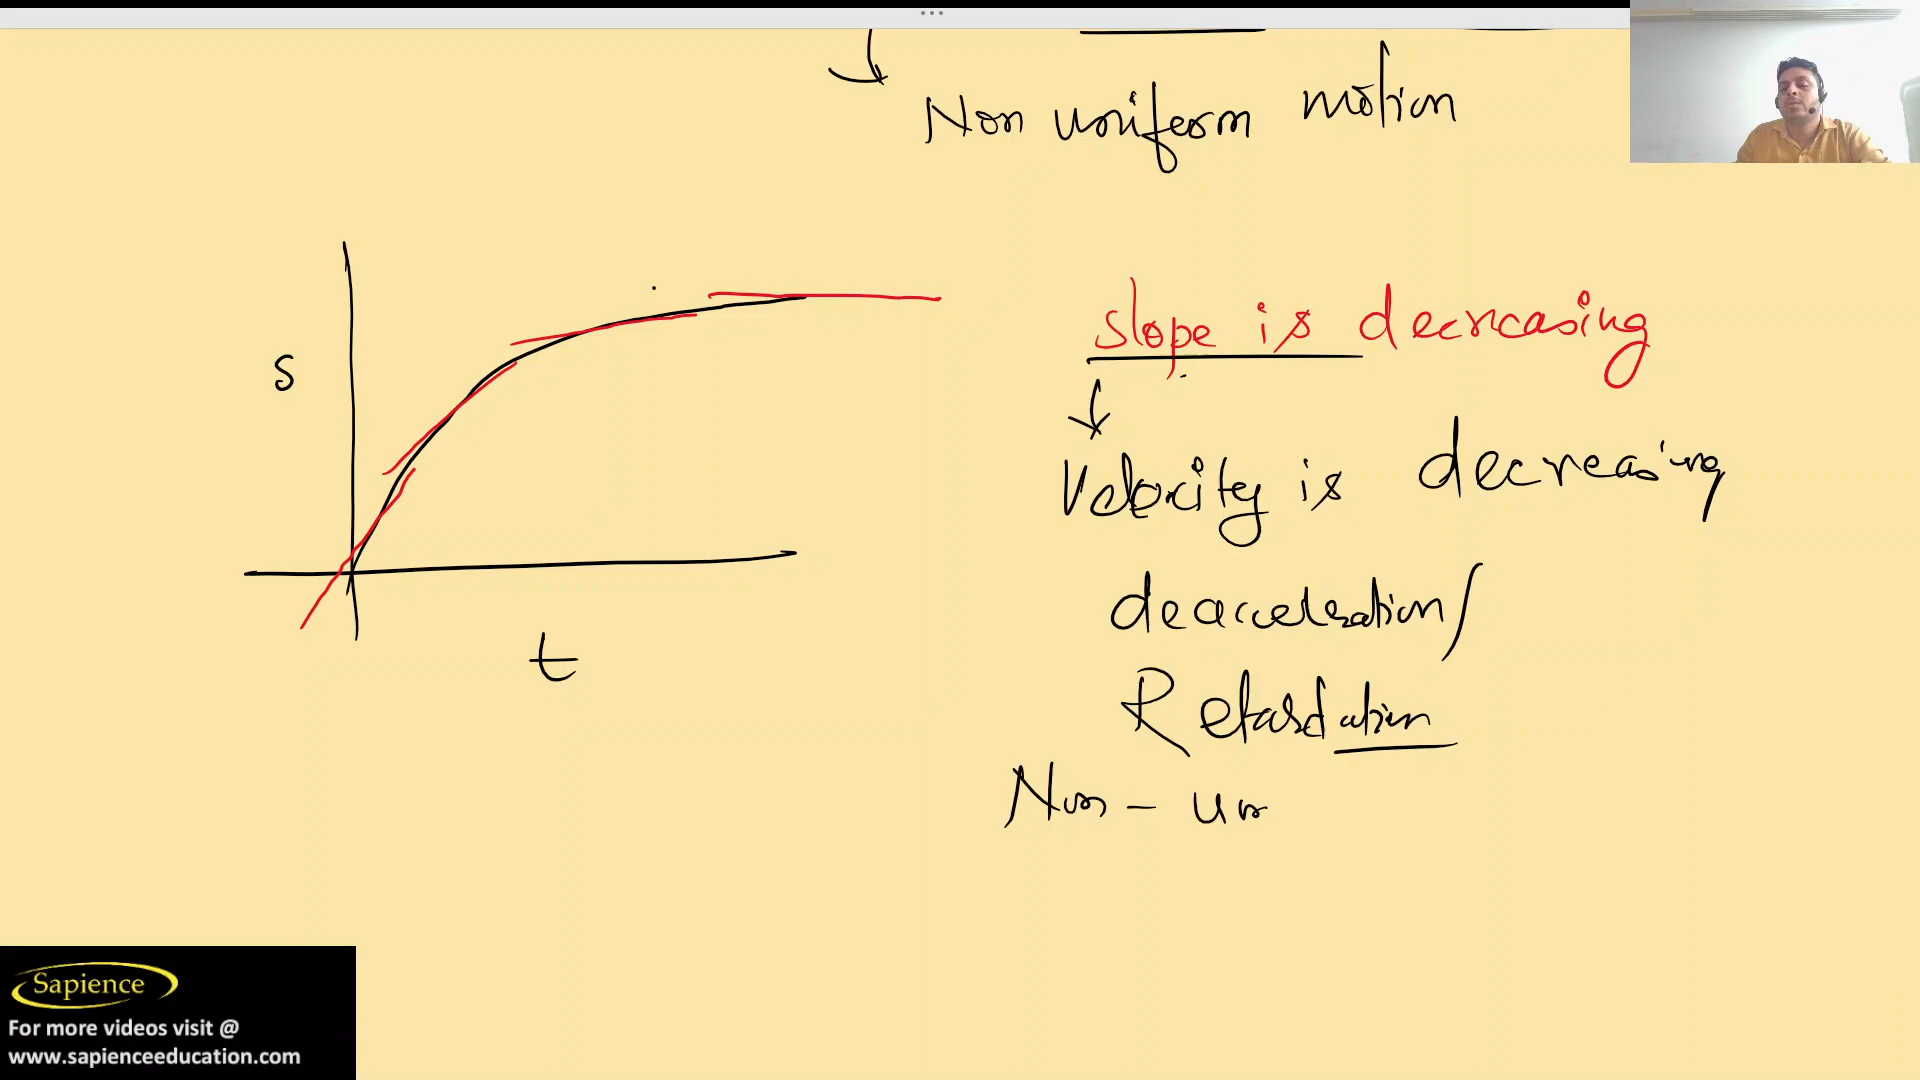 Non uniform motion
s
slope is decreasing
Velocity is decreasing
deacceleration/
Retardation
t
Non - un
Sapience
For more videos visit @
www.sapienceeducation.com